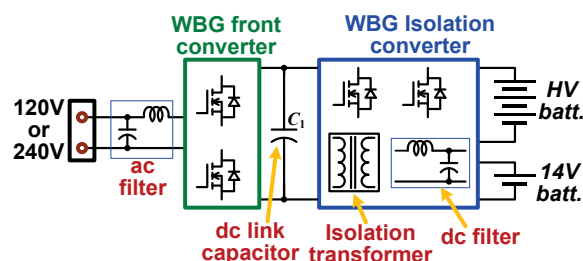 WBG front
converter
WBG Isolation
converter
120V
or
240V
ac
filter
C1
dc link
capacitor
Isolation
transformer
dc filter
HV
batt.
14V
batt.